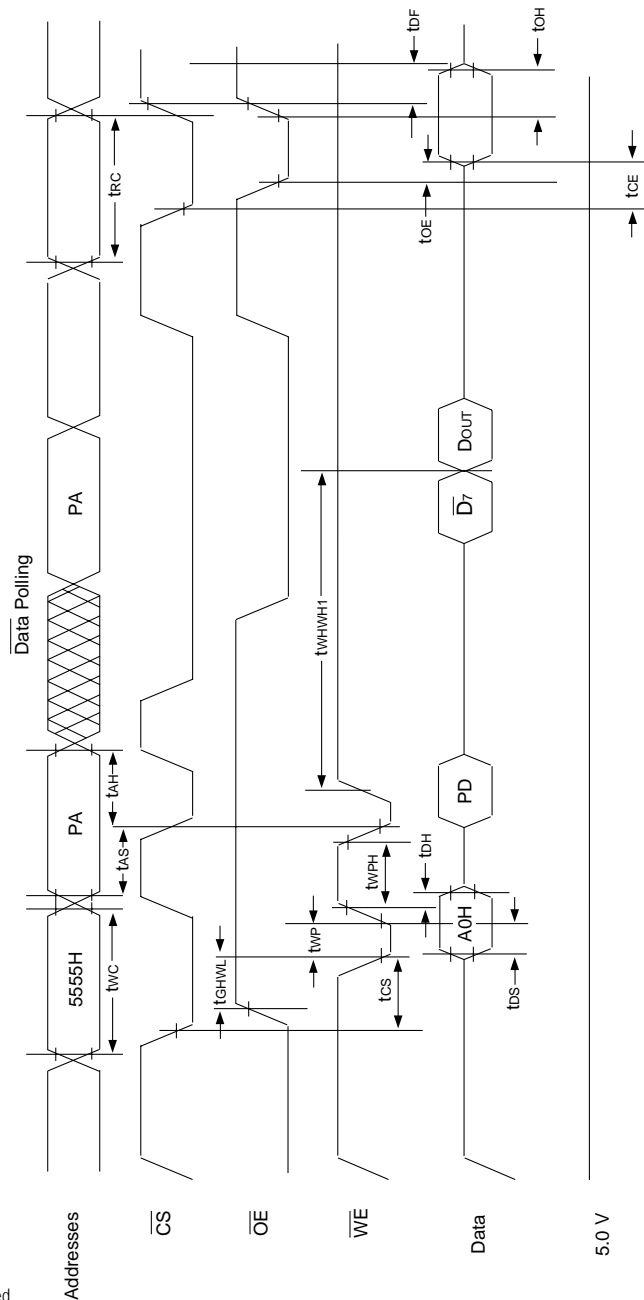 Data Polling
Addresses
5555H
PA
PA
tWC
tAS
tAH
tRC
CS
OE
tGHWL
WE
tCS
tWP
tWPH
tWHWH1
Data
A0H
PD
D7
DOUT
tDS
tDH
tOE
tDF
tOH
tCE
5.0 V
ed